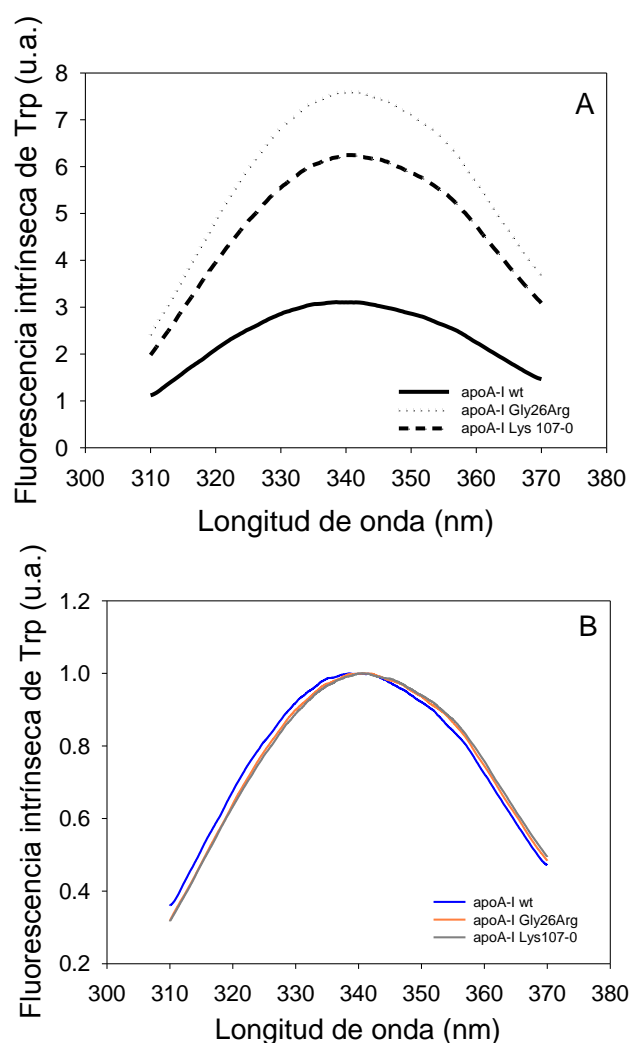 Fluorescencia intrínseca de Trp (u.a.)
8
7
6
5
4
3
2
1
0
A
apoA-I wt
apoA-I Gly26Arg
apoA-I Lys 107-0
300 310 320 330 340 350 360 370 380
Longitud de onda (nm)
Fluorescencia intrínseca de Trp (u.a.)
1.2
1.0
0.8
0.6
0.4
0.2
B
apoA-I wt
apoA-I Gly26Arg
apoA-I Lys107-0
300 310 320 330 340 350 360 370 380
Longitud de onda (nm)